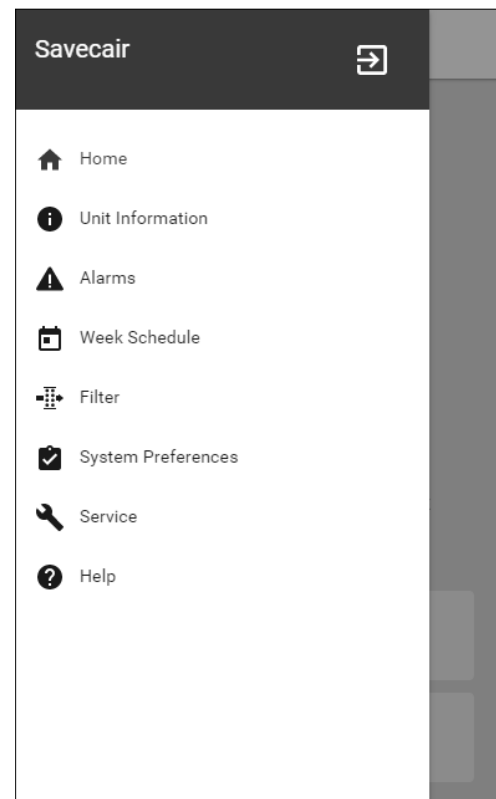 Savecair
Home
Unit Information
Alarms
Week Schedule
Filter
System Preferences
Service
Help